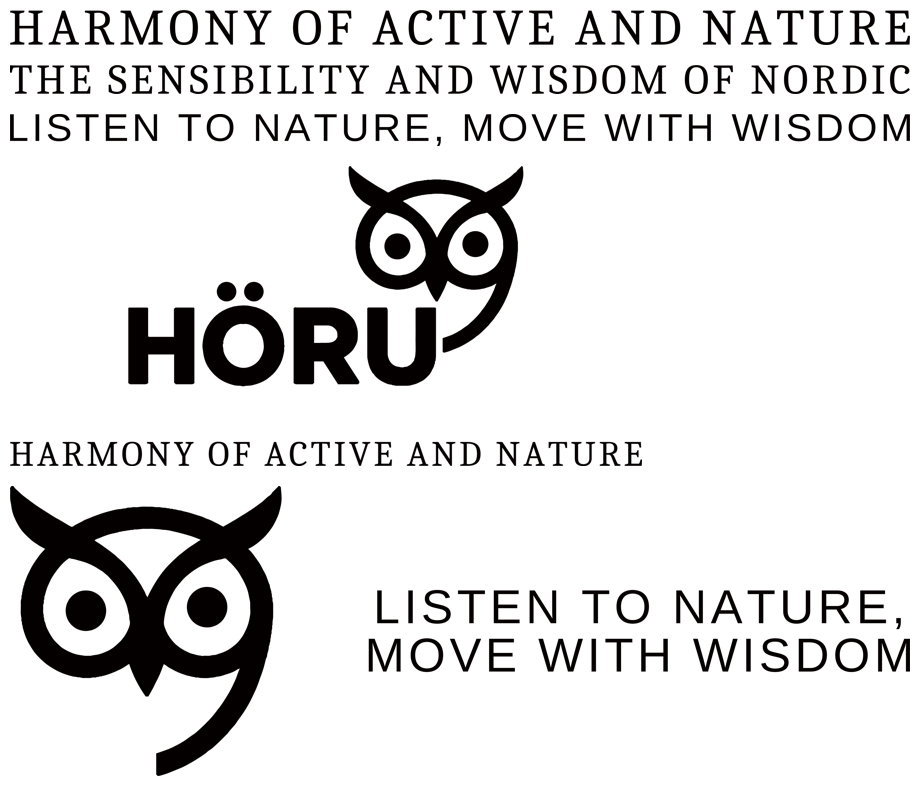 HARMONY OF ACTIVE AND NATURE
THE SENSIBILITY AND WISDOM OF NORDIC
LISTEN TO NATURE, MOVE WITH WISDOM
HÖRU
HARMONY OF ACTIVE AND NATURE
LISTEN TO NATURE,
MOVE WITH WISDOM